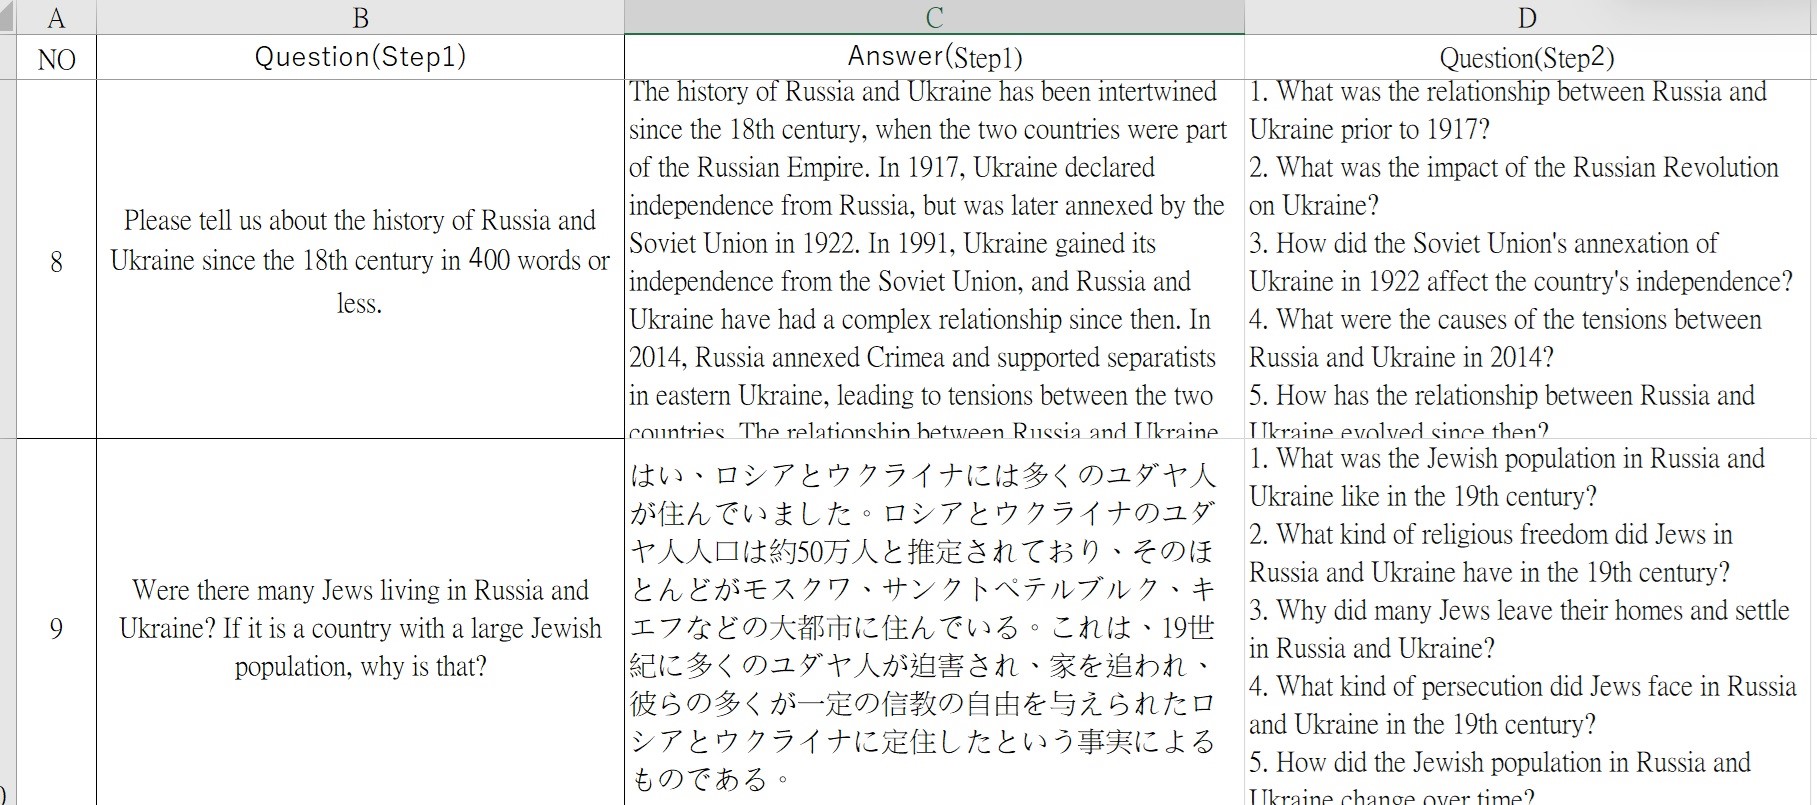 A B C D
NO Question(Step1) Answer(Step1) Question(Step2)
8
Please tell us about the history of Russia and
Ukraine since the 18th century in 400 words or
less.
The history of Russia and Ukraine has been intertwined
since the 18th century, when the two countries were part
of the Russian Empire. In 1917, Ukraine declared
independence from Russia, but was later annexed by the
Soviet Union in 1922. In 1991, Ukraine gained its
independence from the Soviet Union, and Russia and
Ukraine have had a complex relationship since then. In
2014, Russia annexed Crimea and supported separatists
in eastern Ukraine, leading to tensions between the two
countries. The relationship between Russia and Ukraine
1. What was the relationship between Russia and
Ukraine prior to 1917?
2. What was the impact of the Russian Revolution
on Ukraine?
3. How did the Soviet Union's annexation of
Ukraine in 1922 affect the country's independence?
4. What were the causes of the tensions between
Russia and Ukraine in 2014?
5. How has the relationship between Russia and
Ukraine evolved since then?
9
Were there many Jews living in Russia and
Ukraine? If it is a country with a large Jewish
population, why is that?
はい、ロシアとウクライナには多くのユダヤ人
が住んでいました。ロシアとウクライナのユダ
ヤ人人口は約50万人と推定されており、そのほ
とんどがモスクワ、サンクトペテルブルク、キ
エフなどの大都市に住んでいる。これは、19世
紀に多くのユダヤ人が迫害され、家を追われ、
彼らの多くが一定の信教の自由を与えられたロ
シアとウクライナに定住したという事実による
ものである。
1. What was the Jewish population in Russia and
Ukraine like in the 19th century?
2. What kind of religious freedom did Jews in
Russia and Ukraine have in the 19th century?
3. Why did many Jews leave their homes and settle
in Russia and Ukraine?
4. What kind of persecution did Jews face in Russia
and Ukraine in the 19th century?
5. How did the Jewish population in Russia and
Ukraine change over time?